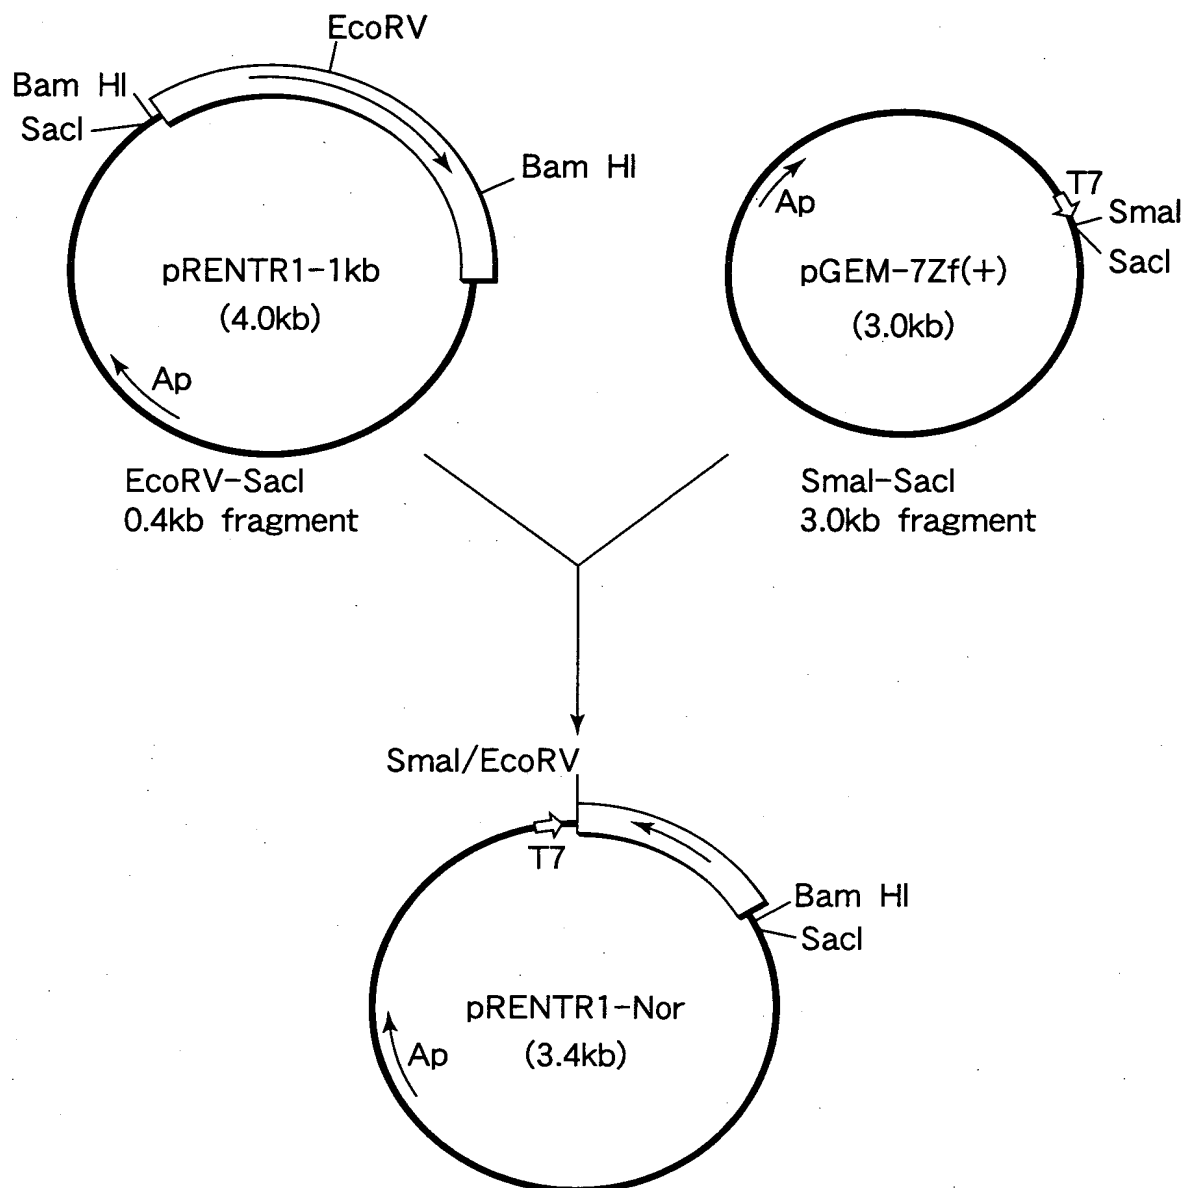 EcoRV
Bam HI
SacI
Bam HI
pRENTR1-1kb
(4.0kb)
Ap
EcoRV-SacI
0.4kb fragment
Ap
T7
SmaI
SacI
pGEM-7Zf(+)
(3.0kb)
SmaI-SacI
3.0kb fragment
SmaI/EcoRV
T7
Bam HI
SacI
pRENTR1-Nor
(3.4kb)
Ap